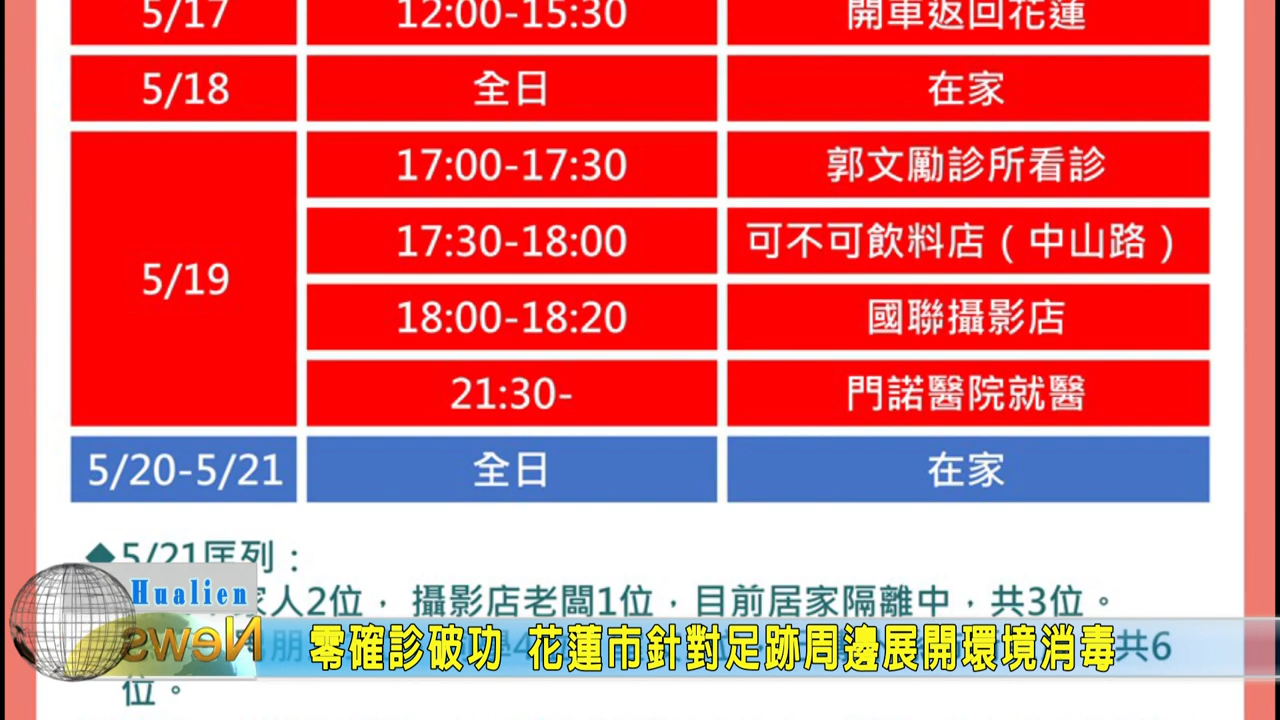 5/17 12:00-15:30 開車返回花蓮
5/18 全日 在家
17:00-17:30 郭文勵診所看診
17:30-18:00 可不可飲料店（中山路）
5/19
18:00-18:20 國聯攝影店
21:30- 門諾醫院就醫
5/20-5/21 全日 在家
◆5/21匡列：
Hualien
家人2位， 攝影店老闆1位，目前居家隔離中，共3位。
News
零確診破功 花蓮市針對足跡周邊展開環境消毒
朋
共6
位。